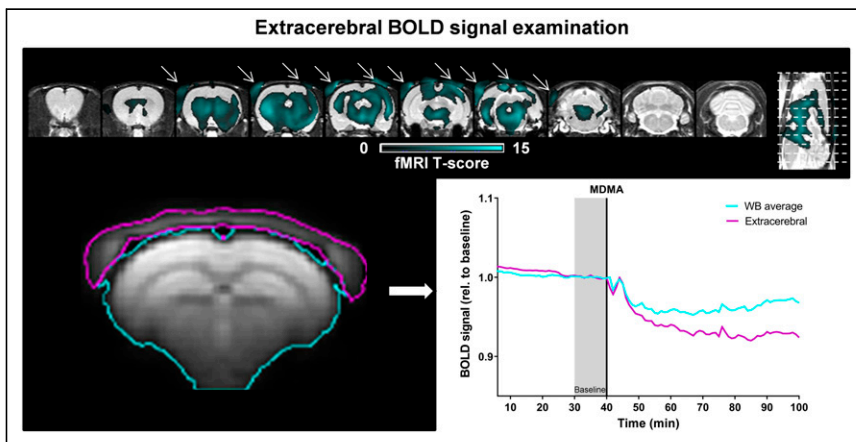 Extracerebral BOLD signal examination
0 15
fMRI T-score
MDMA
1.1
WB average
Extracerebral
1.0
0.9
BOLD signal (rel. to baseline)
Baseline
10 20 30 40 50 60 70 80 90 100
Time (min)